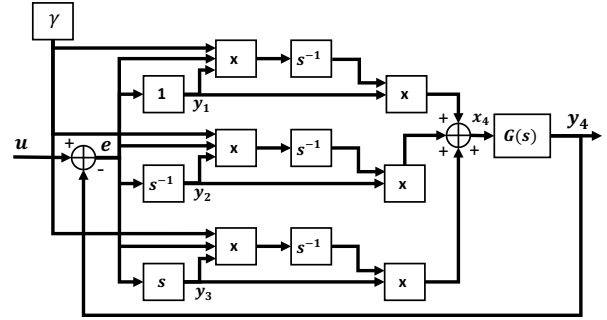 γ
x s⁻¹
1 y₁ x
u + e -
x s⁻¹
s⁻¹ y₂ x
+ + + + x₄ G(s) y₄
x s⁻¹
s y₃ x